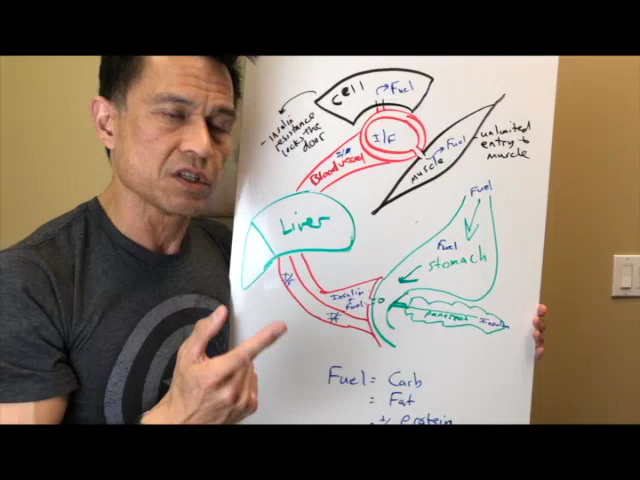 Cell
Fuel
- insulin
resistance
locks the
door
I/F
I/F
Blood vessel
Fuel
muscle
- unlimited
entry to
muscle
Liver
Fuel
Fuel
stomach
I/F
Insulin
Fuel
I/F
pancreas
Insulin
Fuel = Carb
= Fat
Protein